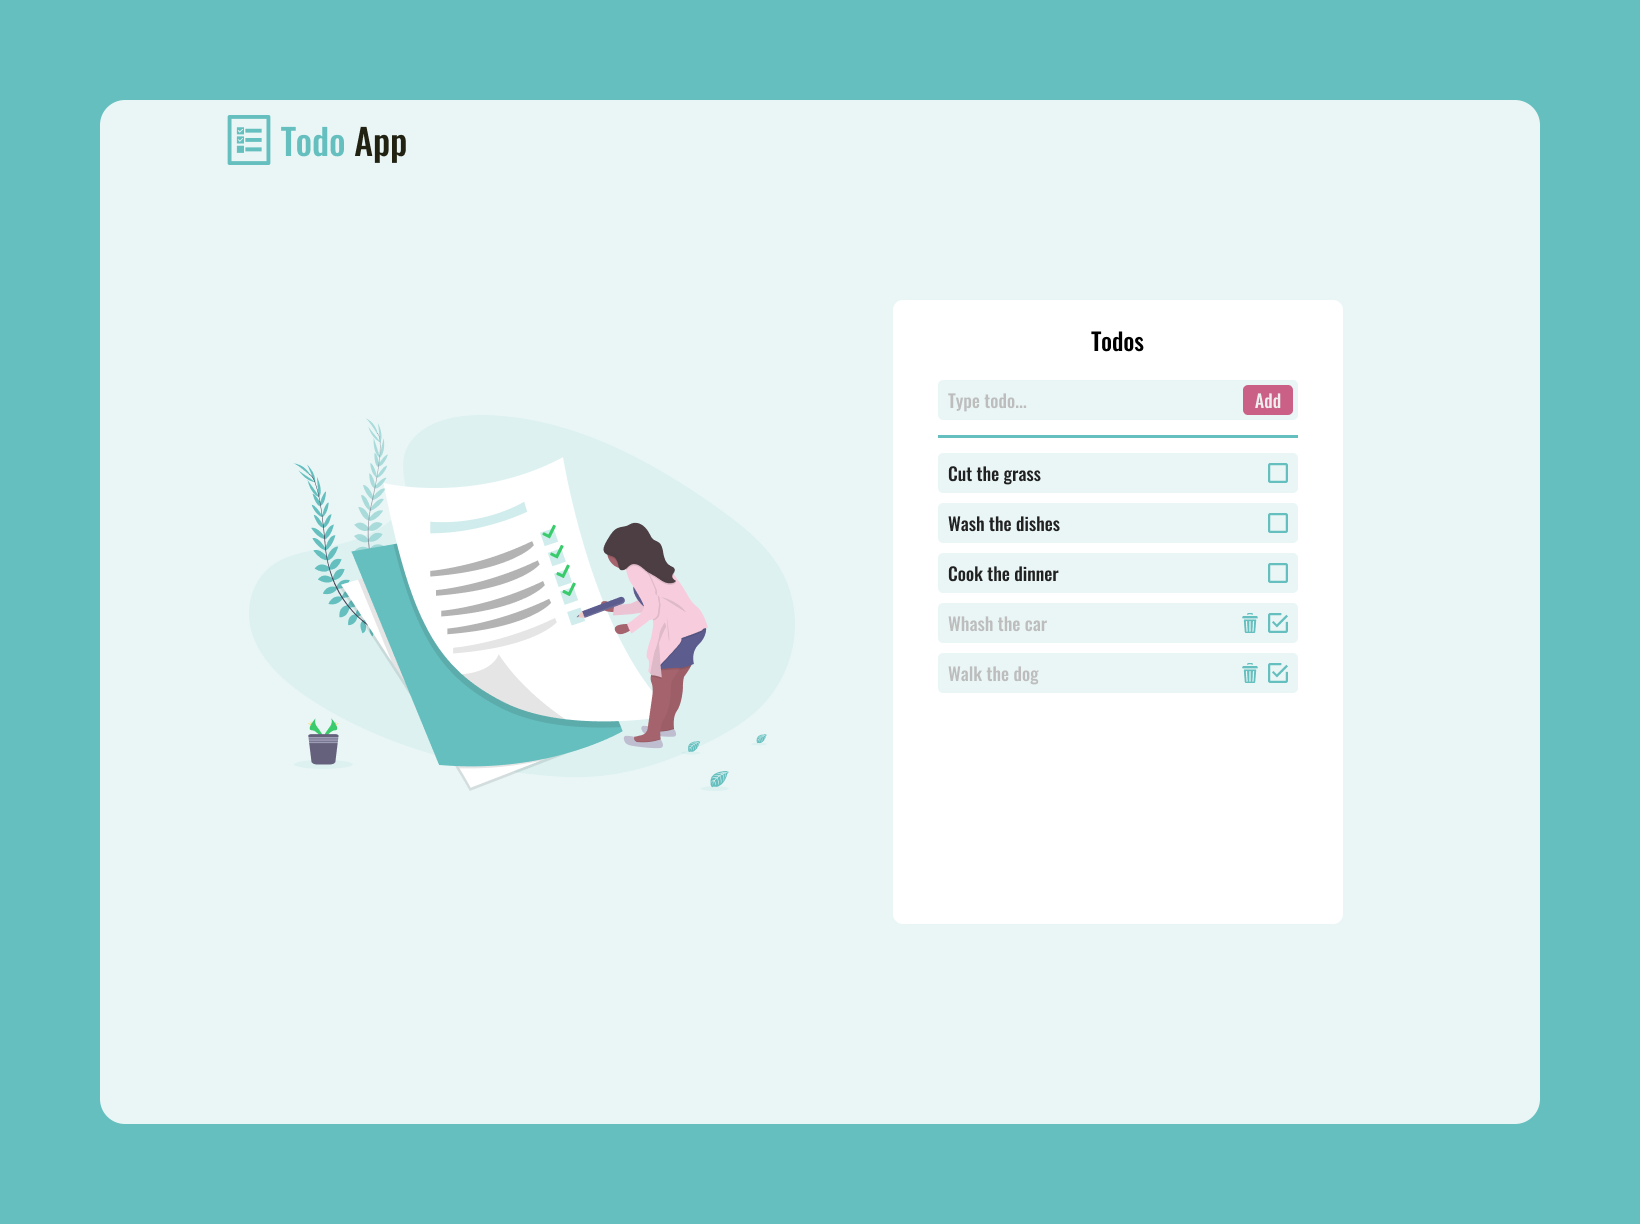 Todo App
Todos
Type todo...
Add
Cut the grass
Wash the dishes
Cook the dinner
Whash the car
Walk the dog